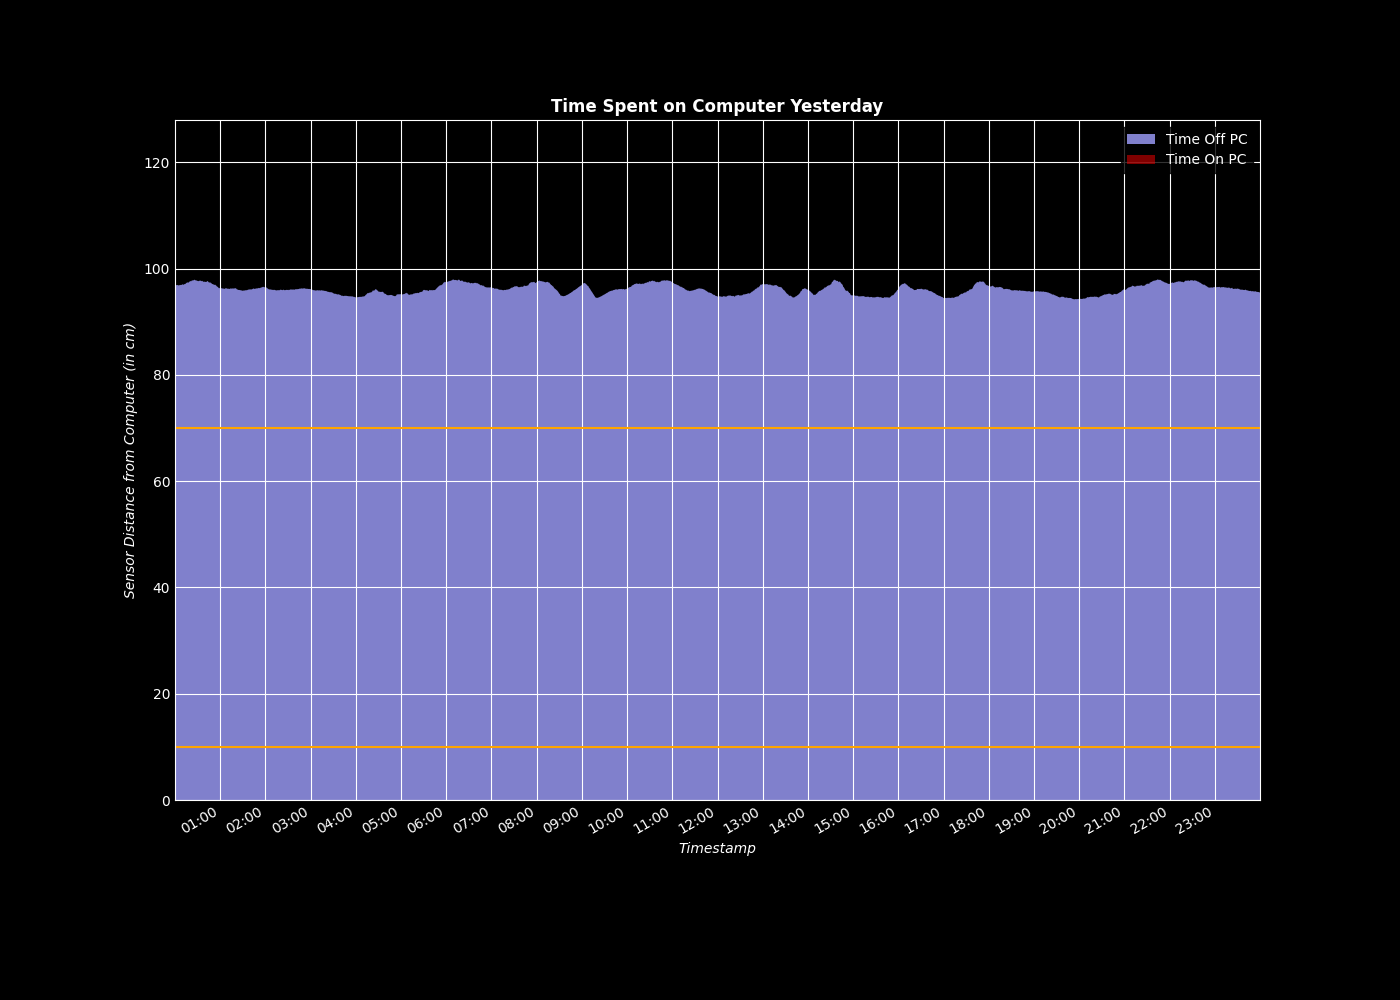 Time Spent on Computer Yesterday
Time Off PC
Time On PC
120
100
80
60
40
20
0
Sensor Distance from Computer (in cm)
01:00 02:00 03:00 04:00 05:00 06:00 07:00 08:00 09:00 10:00 11:00 12:00 13:00 14:00 15:00 16:00 17:00 18:00 19:00 20:00 21:00 22:00 23:00
Timestamp